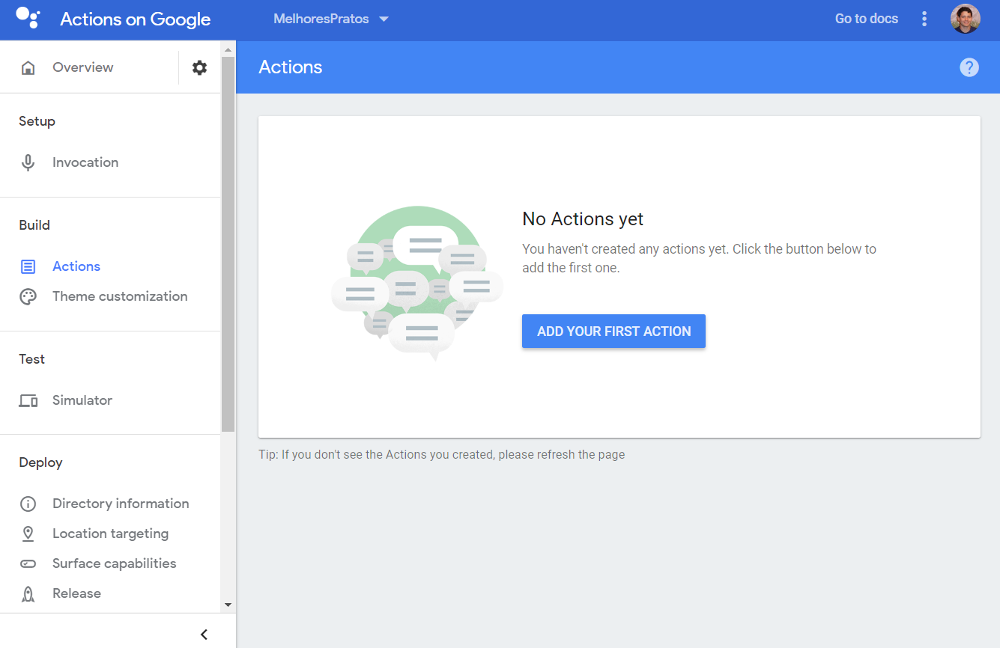 Actions on Google
MelhoresPratos
Go to docs
Overview
Actions
?
Setup
Invocation
Build
Actions
Theme customization
Test
Simulator
Deploy
Directory information
Location targeting
Surface capabilities
Release
No Actions yet
You haven't created any actions yet. Click the button below to
add the first one.
ADD YOUR FIRST ACTION
Tip: If you don't see the Actions you created, please refresh the page